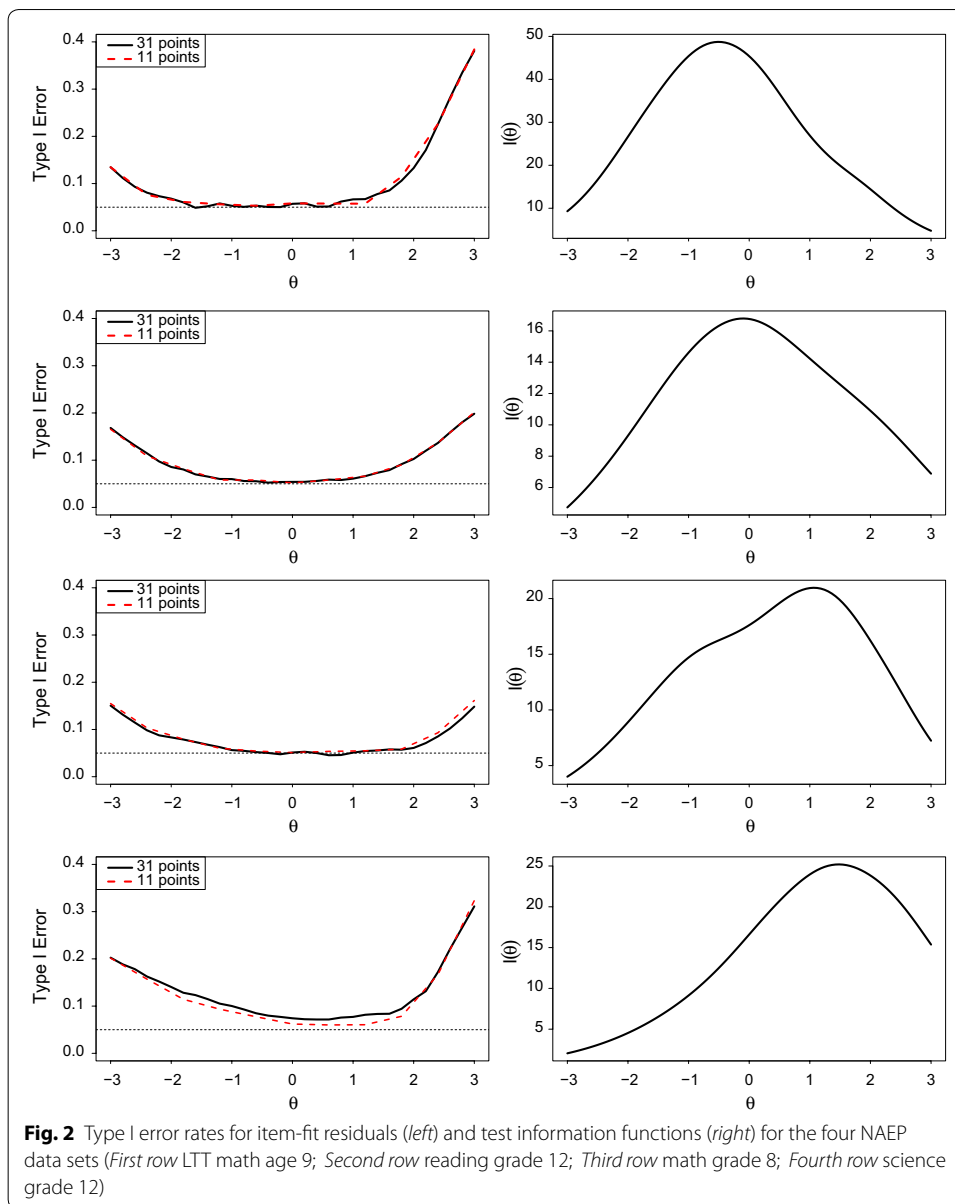 31 points
11 points
Type I Error
0.4
0.3
0.2
0.1
0.0
−3 −2 −1 0 1 2 3
θ
I(θ)
50
40
30
20
10
−3 −2 −1 0 1 2 3
θ
31 points
11 points
Type I Error
0.4
0.3
0.2
0.1
0.0
−3 −2 −1 0 1 2 3
θ
I(θ)
16
14
12
10
8
6
−3 −2 −1 0 1 2 3
θ
31 points
11 points
Type I Error
0.4
0.3
0.2
0.1
0.0
−3 −2 −1 0 1 2 3
θ
I(θ)
20
15
10
5
−3 −2 −1 0 1 2 3
θ
31 points
11 points
Type I Error
0.4
0.3
0.2
0.1
0.0
−3 −2 −1 0 1 2 3
θ
I(θ)
25
20
15
10
5
−3 −2 −1 0 1 2 3
θ
Fig. 2 Type I error rates for item-fit residuals (left) and test information functions (right) for the four NAEP
data sets (First row LTT math age 9; Second row reading grade 12; Third row math grade 8; Fourth row science
grade 12)